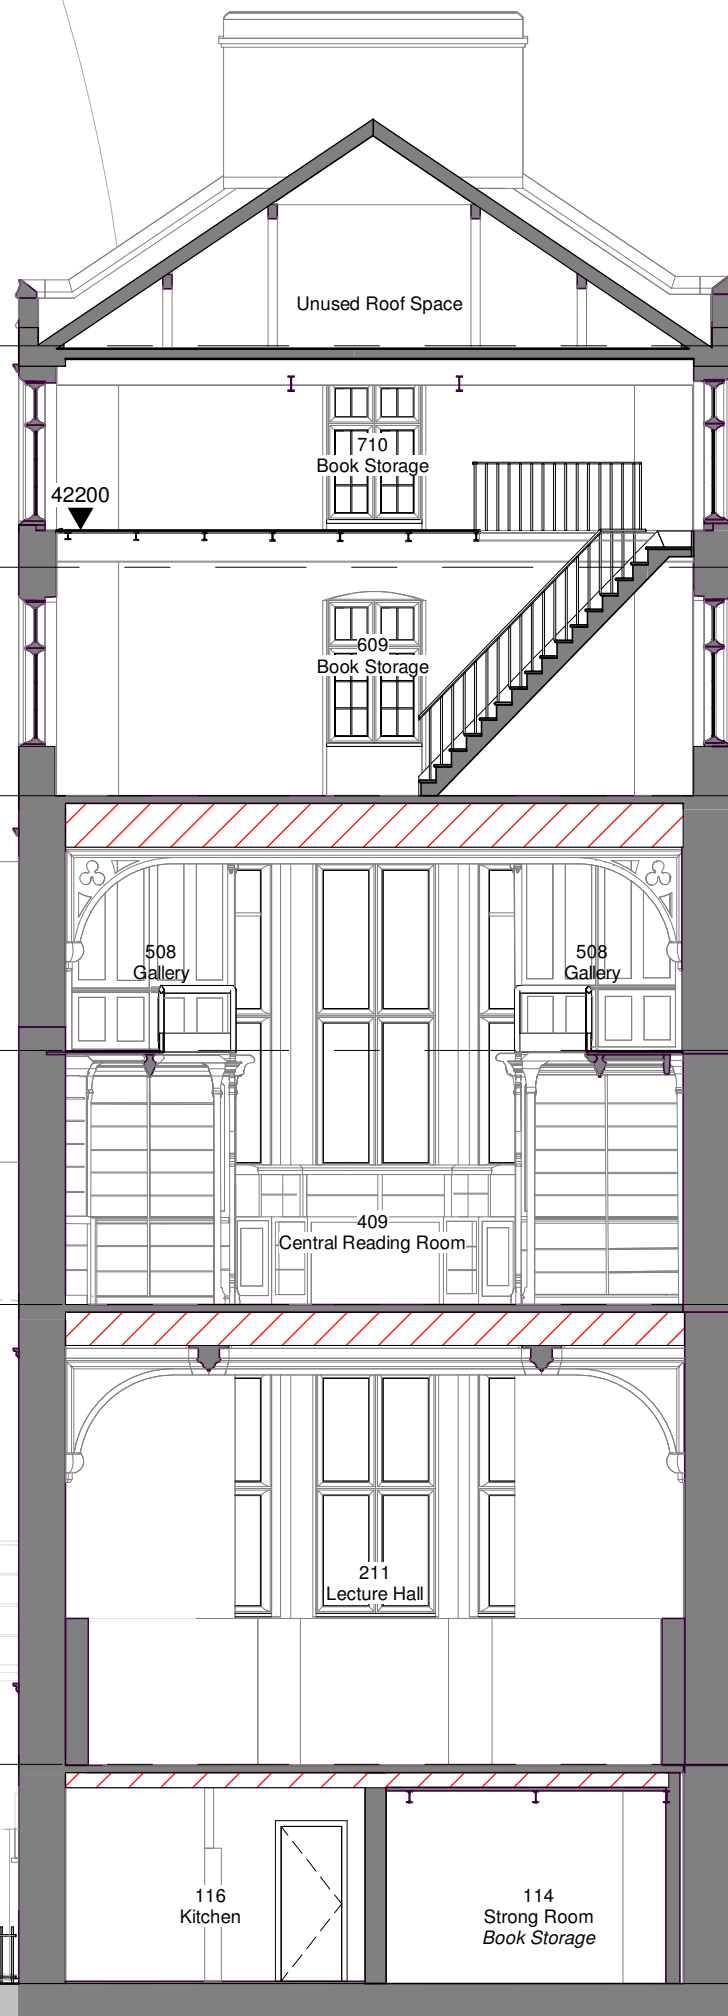 Unused Roof Space
710
Book Storage
42200
609
Book Storage
508
Gallery
508
Gallery
409
Central Reading Room
211
Lecture Hall
116
Kitchen
114
Strong Room
Book Storage